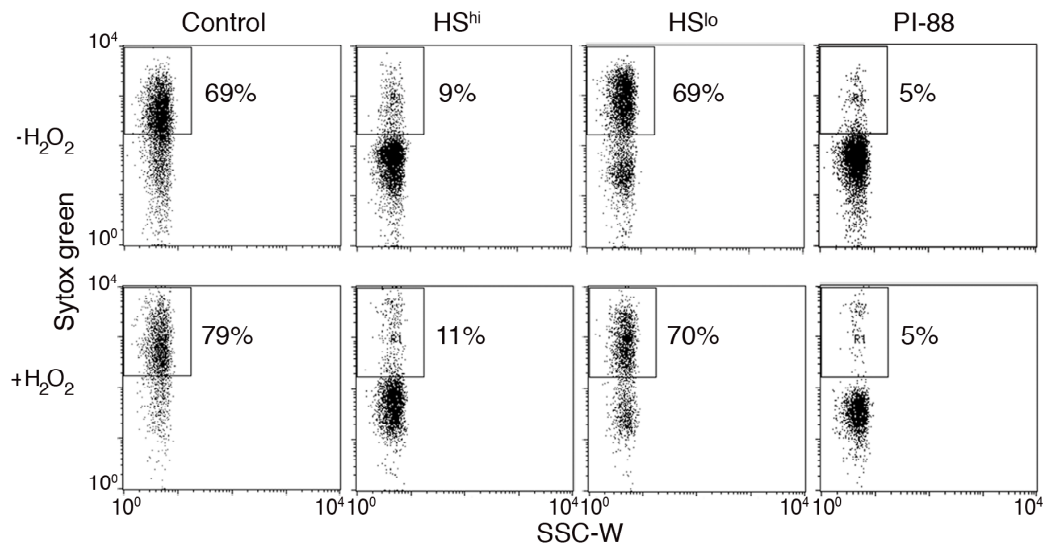 Control HS^hi HS^lo PI-88
10^4
69% 9% 69% 5%
-H₂O₂
10^0
Sytox green
10^4
R1 R1
79% 11% 70% 5%
+H₂O₂
10^0
10^0 10^4 10^0 10^4 10^0 10^4 10^0 10^4
SSC-W